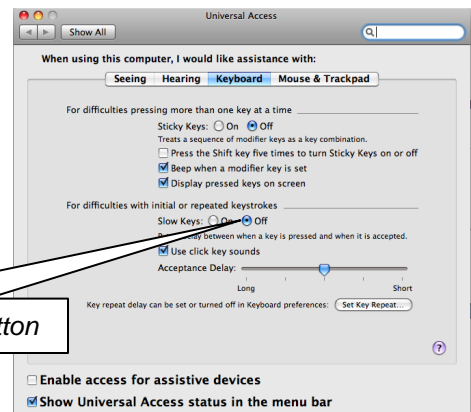 Universal Access
Show All
When using this computer, I would like assistance with:
Seeing Hearing Keyboard Mouse & Trackpad
For difficulties pressing more than one key at a time
Sticky Keys: On Off
Treats a sequence of modifier keys as a key combination.
Press the Shift key five times to turn Sticky Keys on or off
Beep when a modifier key is set
Display pressed keys on screen
For difficulties with initial or repeated keystrokes
Slow Keys: On Off
between when a key is pressed and when it is accepted.
Use click key sounds
Acceptance Delay:
Long Short
Key repeat delay can be set or turned off in Keyboard preferences: Set Key Repeat...
tton
?
Enable access for assistive devices
Show Universal Access status in the menu bar